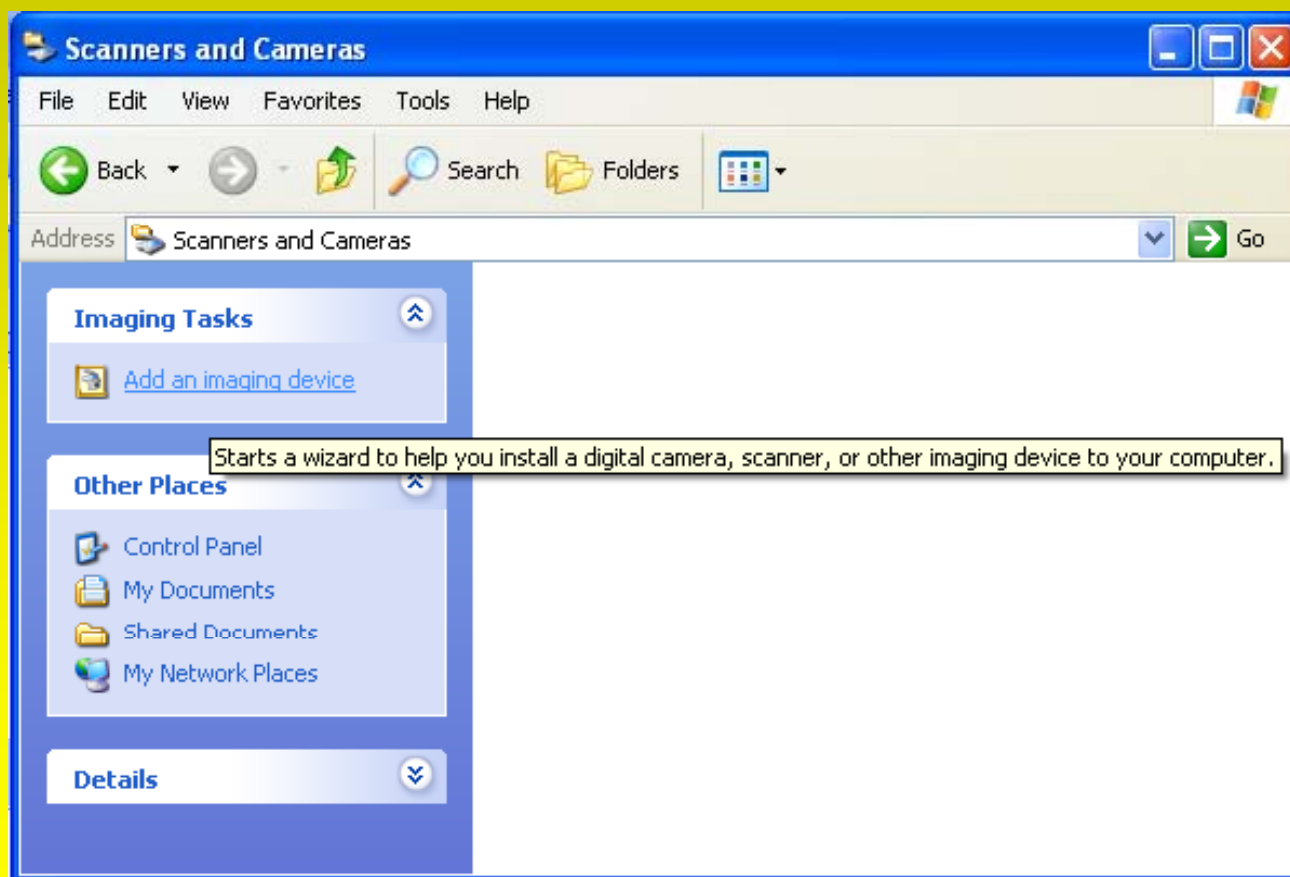 Scanners and Cameras
File Edit View Favorites Tools Help
Back Search Folders
Address Scanners and Cameras Go
Imaging Tasks
Add an imaging device
Starts a wizard to help you install a digital camera, scanner, or other imaging device to your computer.
Other Places
Control Panel
My Documents
Shared Documents
My Network Places
Details